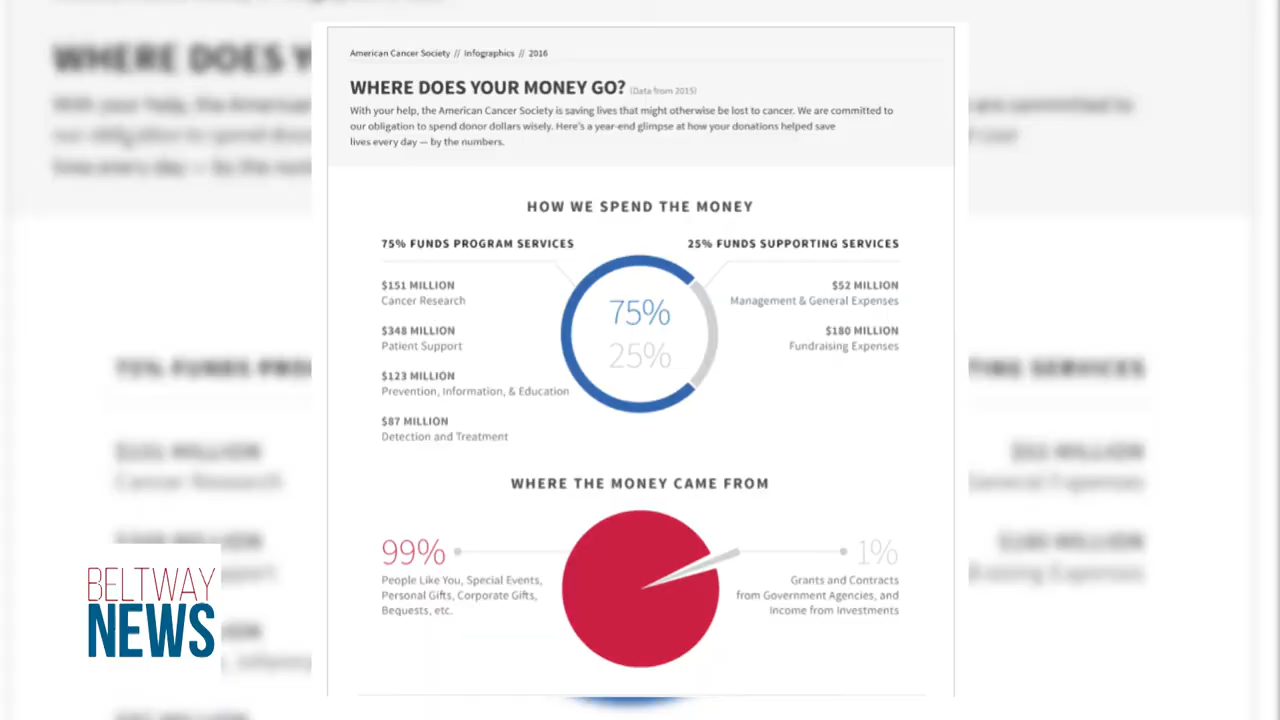 American Cancer Society // Infographics // 2016
WHERE DOES YOUR MONEY GO? (Data from 2015)
With your help, the American Cancer Society is saving lives that might otherwise be lost to cancer. We are committed to
our obligation to spend donor dollars wisely. Here's a year-end glimpse at how your donations helped save
lives every day — by the numbers.
HOW WE SPEND THE MONEY
75% FUNDS PROGRAM SERVICES
$151 MILLION
Cancer Research
$348 MILLION
Patient Support
$123 MILLION
Prevention, Information, & Education
$87 MILLION
Detection and Treatment
75%
25%
25% FUNDS SUPPORTING SERVICES
$52 MILLION
Management & General Expenses
$180 MILLION
Fundraising Expenses
WHERE THE MONEY CAME FROM
99%
People Like You, Special Events,
Personal Gifts, Corporate Gifts,
Bequests, etc.
1%
Grants and Contracts
from Government Agencies, and
Income from Investments
BELTWAY
NEWS